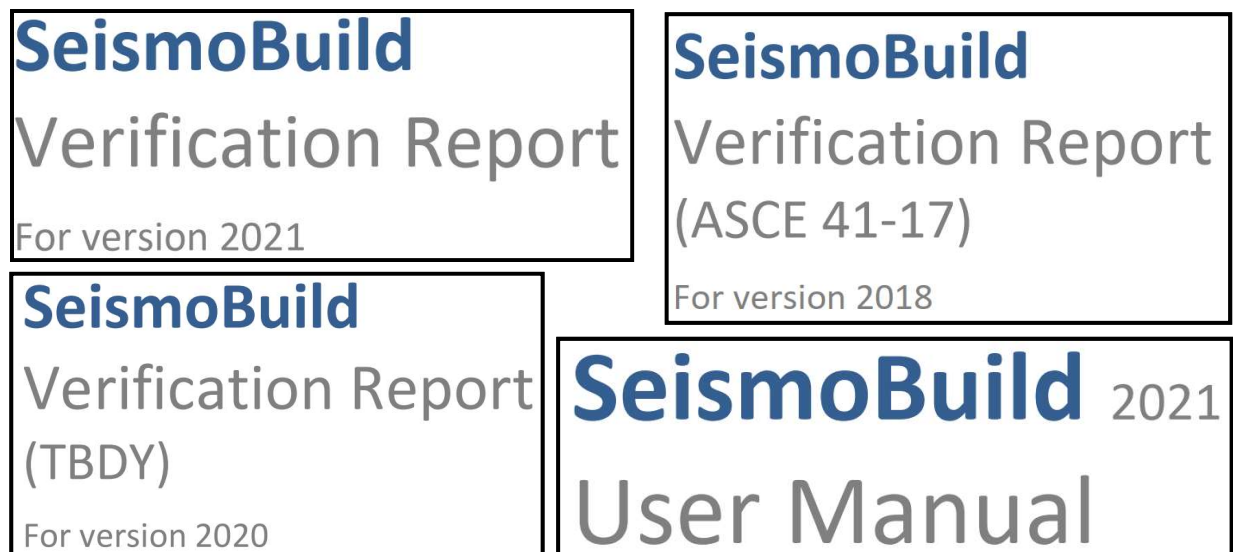 SeismoBuild
Verification Report
For version 2021
SeismoBuild
Verification Report
(ASCE 41-17)
For version 2018
SeismoBuild
Verification Report
(TBDY)
For version 2020
SeismoBuild 2021
User Manual